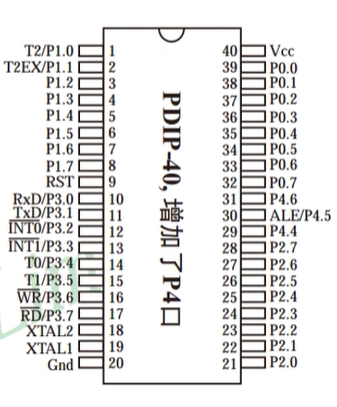 T2/P1.0 1 40 Vcc
T2EX/P1.1 2 39 P0.0
P1.2 3 38 P0.1
P1.3 4 37 P0.2
P1.4 5 36 P0.3
P1.5 6 35 P0.4
P1.6 7 34 P0.5
P1.7 8 33 P0.6
RST 9 32 P0.7
RxD/P3.0 10 31 P4.6
TxD/P3.1 11 30 ALE/P4.5
INT0/P3.2 12 29 P4.4
INT1/P3.3 13 28 P2.7
T0/P3.4 14 27 P2.6
T1/P3.5 15 26 P2.5
WR/P3.6 16 25 P2.4
RD/P3.7 17 24 P2.3
XTAL2 18 23 P2.2
XTAL1 19 22 P2.1
Gnd 20 21 P2.0
PDIP-40,增加了P4口